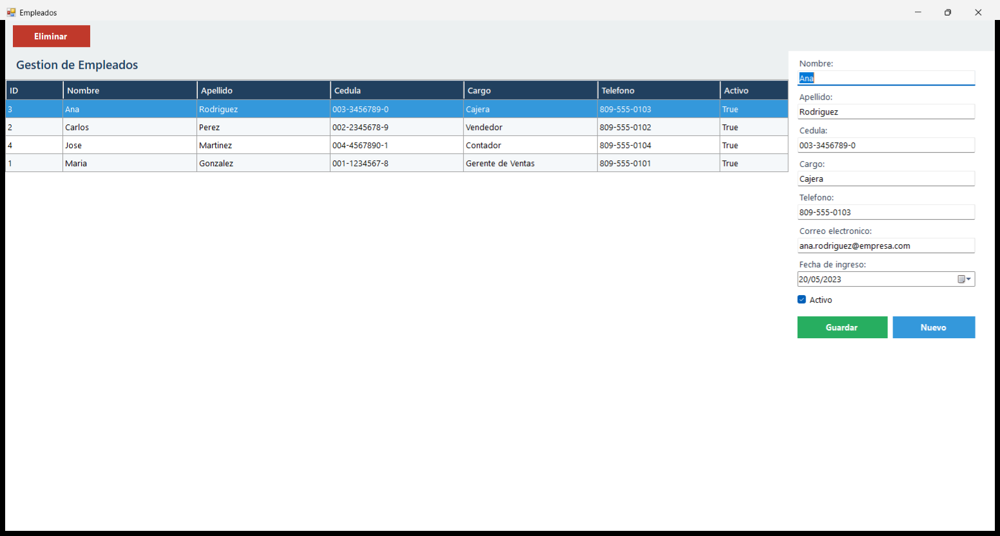 Empleados
Eliminar
Gestion de Empleados
ID Nombre Apellido Cedula Cargo Telefono Activo
3 Ana Rodriguez 003-3456789-0 Cajera 809-555-0103 True
2 Carlos Perez 002-2345678-9 Vendedor 809-555-0102 True
4 Jose Martinez 004-4567890-1 Contador 809-555-0104 True
1 Maria Gonzalez 001-1234567-8 Gerente de Ventas 809-555-0101 True
Nombre:
Ana
Apellido:
Rodriguez
Cedula:
003-3456789-0
Cargo:
Cajera
Telefono:
809-555-0103
Correo electronico:
ana.rodriguez@empresa.com
Fecha de ingreso:
20/05/2023
Activo
Guardar Nuevo